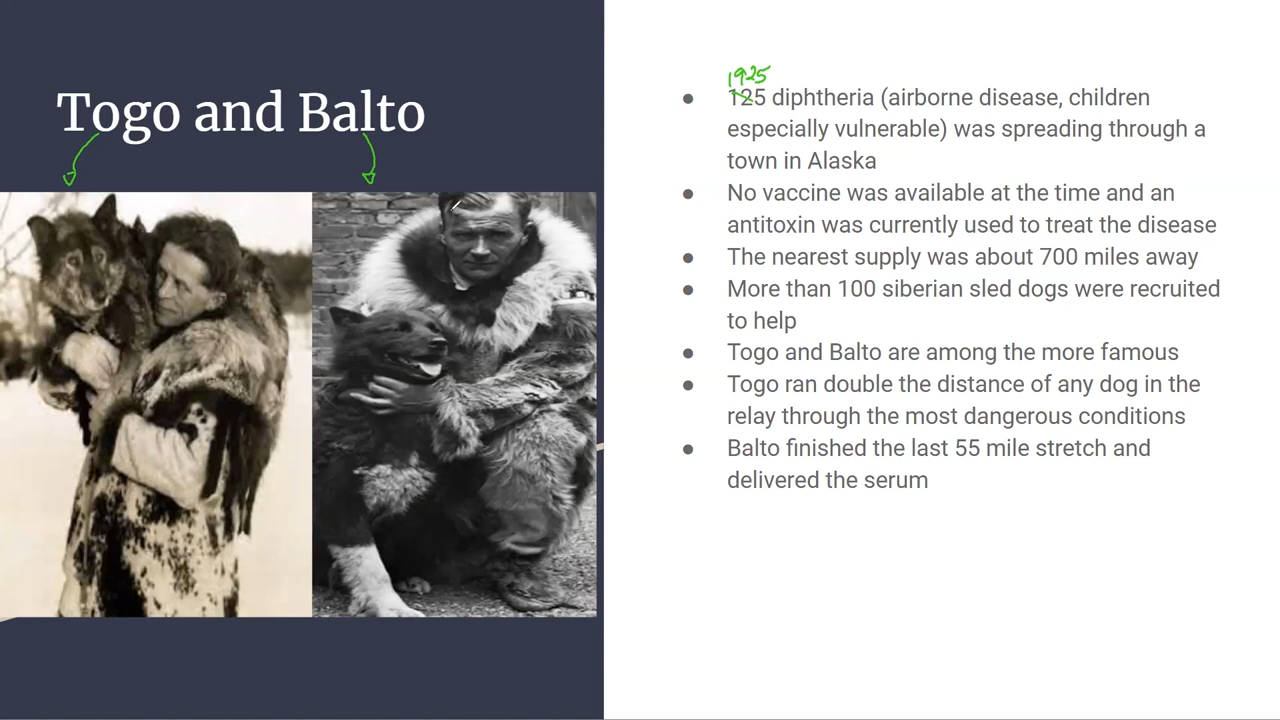 Togo and Balto
1925
● 125 diphtheria (airborne disease, children
especially vulnerable) was spreading through a
town in Alaska
● No vaccine was available at the time and an
antitoxin was currently used to treat the disease
● The nearest supply was about 700 miles away
● More than 100 siberian sled dogs were recruited
to help
● Togo and Balto are among the more famous
● Togo ran double the distance of any dog in the
relay through the most dangerous conditions
● Balto finished the last 55 mile stretch and
delivered the serum